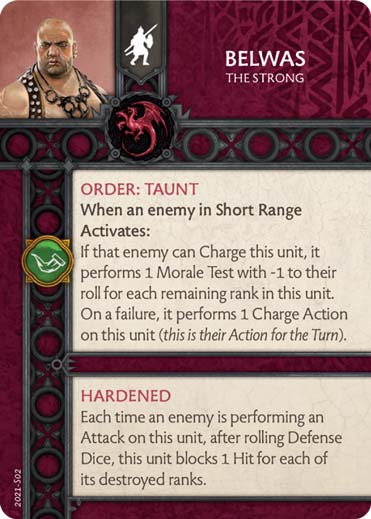 BELWAS
THE STRONG
ORDER: TAUNT
When an enemy in Short Range
Activates:
If that enemy can Charge this unit, it
performs 1 Morale Test with -1 to their
roll for each remaining rank in this unit.
On a failure, it performs 1 Charge Action
on this unit (this is their Action for the Turn).
HARDENED
Each time an enemy is performing an
Attack on this unit, after rolling Defense
Dice, this unit blocks 1 Hit for each of
its destroyed ranks.
2021-S02